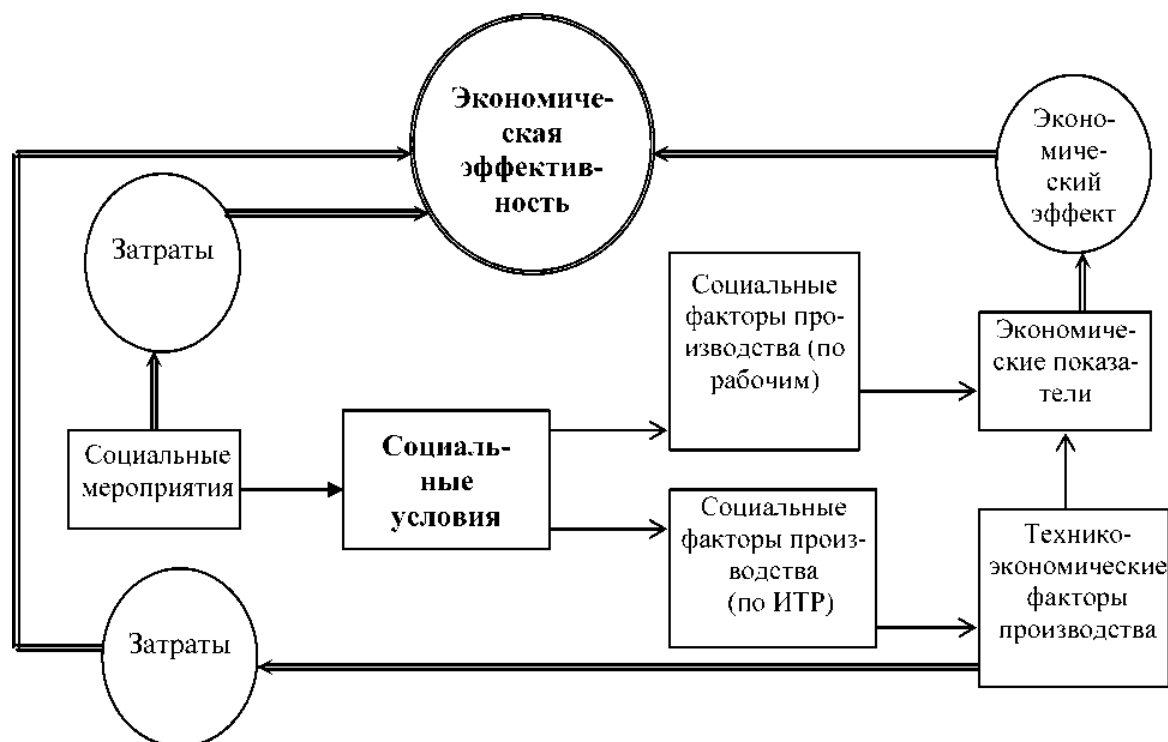 Экономиче-
ская
эффектив-
ность
Эконо-
миче-
ский
эффект
Затраты
Социальные
факторы про-
изводства (по
рабочим)
Экономиче-
ские показа-
тели
Социальные
мероприятия
Социаль-
ные
условия
Социальные
факторы произ-
водства
(по ИТР)
Технико-
экономические
факторы
производства
Затраты